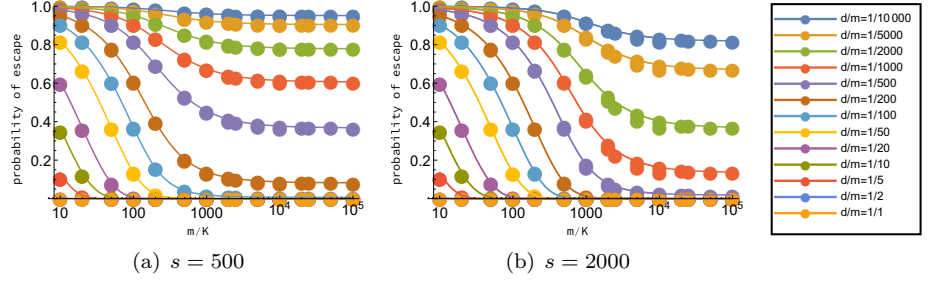 probability of escape
1.0
0.8
0.6
0.4
0.2
10
100
1000
10⁴
10⁵
m/K
(a) s = 500
probability of escape
1.0
0.8
0.6
0.4
0.2
10
100
1000
10⁴
10⁵
m/K
(b) s = 2000
d/m=1/10 000
d/m=1/5000
d/m=1/2000
d/m=1/1000
d/m=1/500
d/m=1/200
d/m=1/100
d/m=1/50
d/m=1/20
d/m=1/10
d/m=1/5
d/m=1/2
d/m=1/1